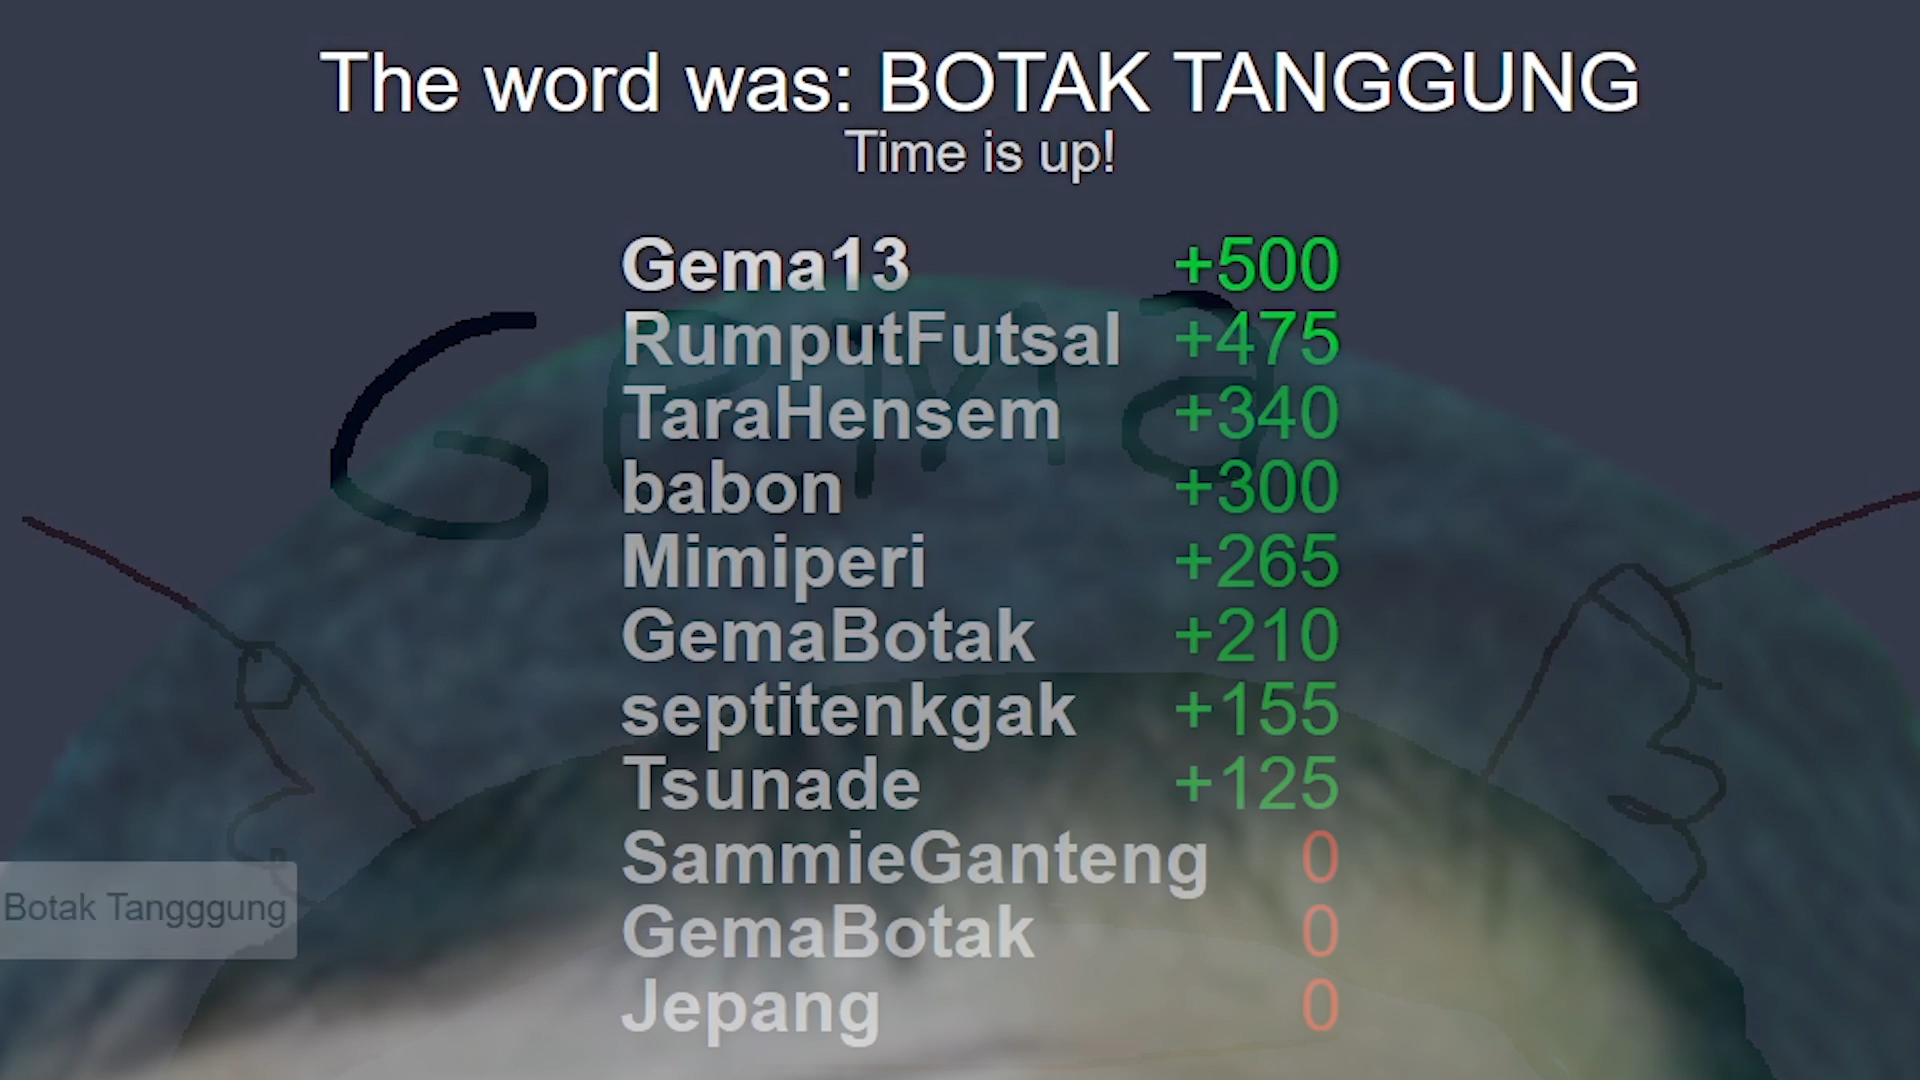 The word was: BOTAK TANGGUNG
Time is up!
Gema13 +500
RumputFutsal +475
TaraHensem +340
babon +300
Mimiperi +265
GemaBotak +210
septitenkgak +155
Tsunade +125
SammieGanteng 0
GemaBotak 0
Jepang 0
Gema
Botak Tangggung